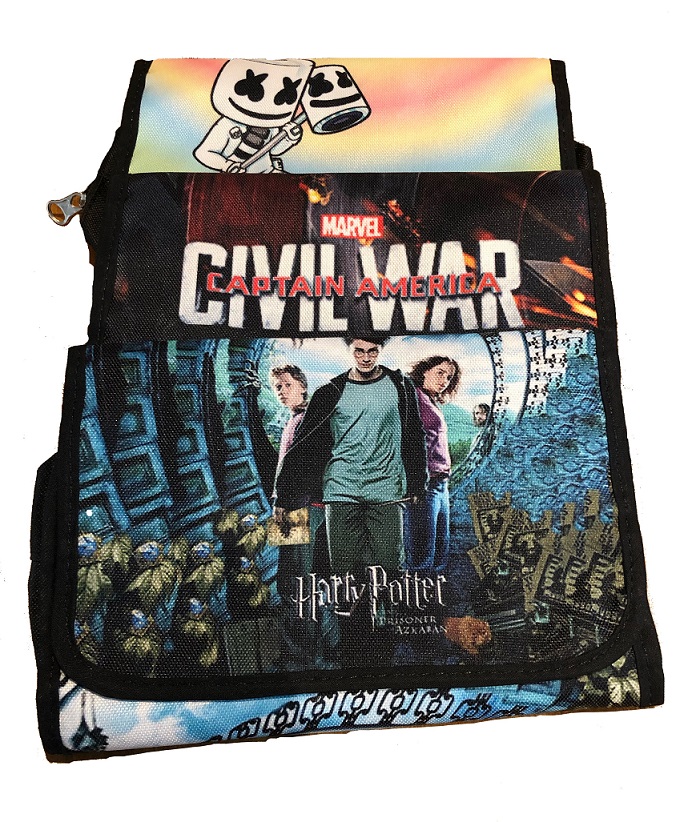 MARVEL
CIVIL WAR
CAPTAIN AMERICA
Harry Potter
PRISONER
AZKABAN